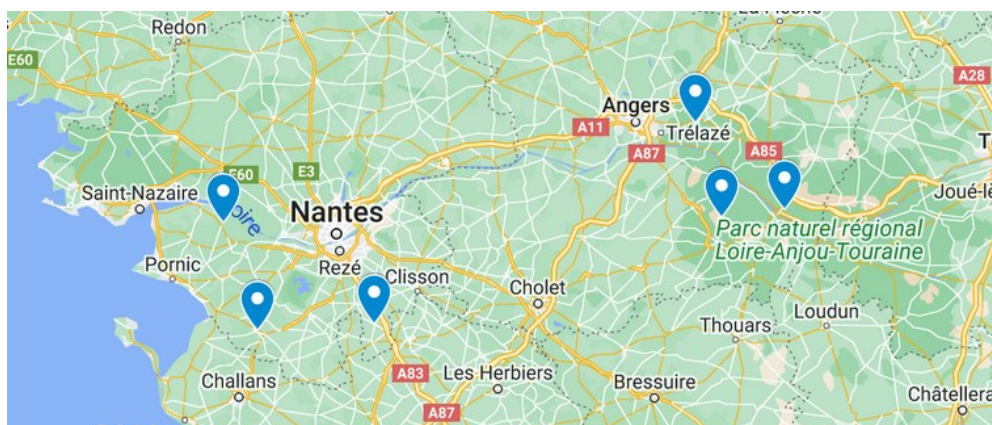 La Flèche
Redon
E60
A28
Angers
A11
Trélazé
A87
A85
E60
E3
Saint-Nazaire
Loire
Nantes
Joué-lè
Parc naturel régional
Loire-Anjou-Touraine
Rezé
Pornic
Clisson
Cholet
Thouars
Loudun
A83
Les Herbiers
Challans
Bressuire
A87
Châtellera